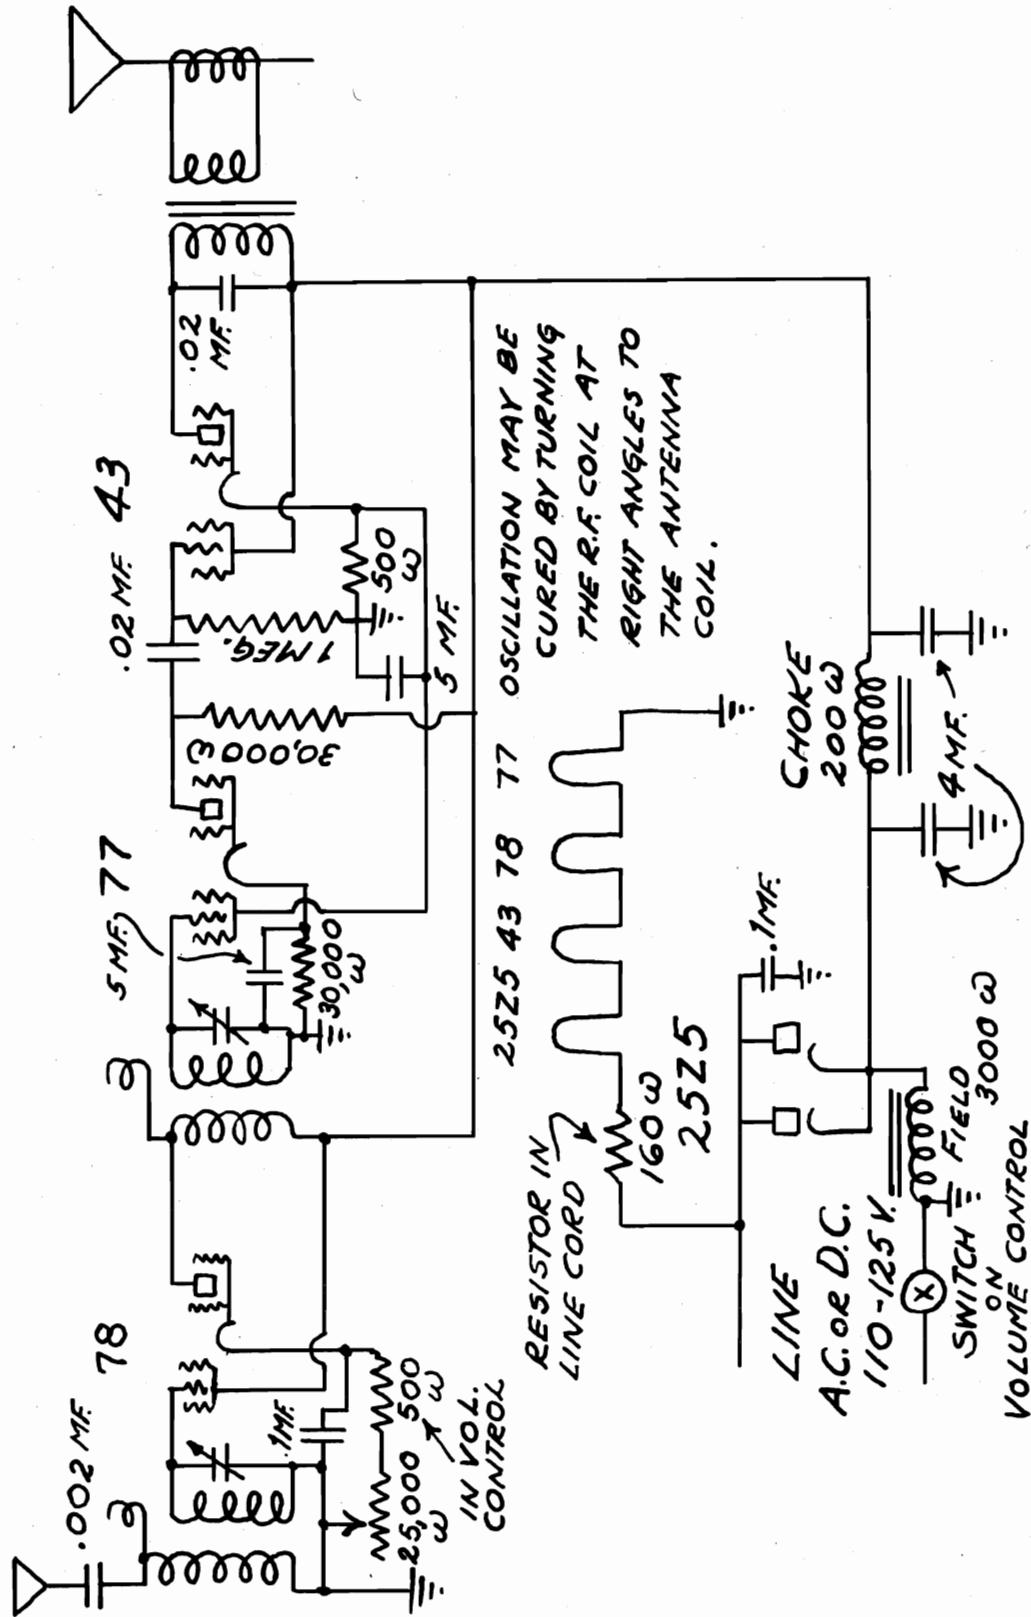 .002 MF.
78
.1MF.
25,000
ω
500
ω
IN VOL.
CONTROL
5MF.
77
30,000
ω
30,000 ω
.02 MF.
43
1 MEG.
500
ω
5 MF.
.02
MF.
OSCILLATION MAY BE
CURED BY TURNING
THE R.F. COIL AT
RIGHT ANGLES TO
THE ANTENNA
COIL.
25Z5 43 78 77
RESISTOR IN
LINE CORD
160 ω
25Z5
.1MF.
LINE
A.C. OR D.C.
110-125 V.
X
SWITCH
ON
VOLUME CONTROL
FIELD
3000 ω
CHOKE
200 ω
4 MF.